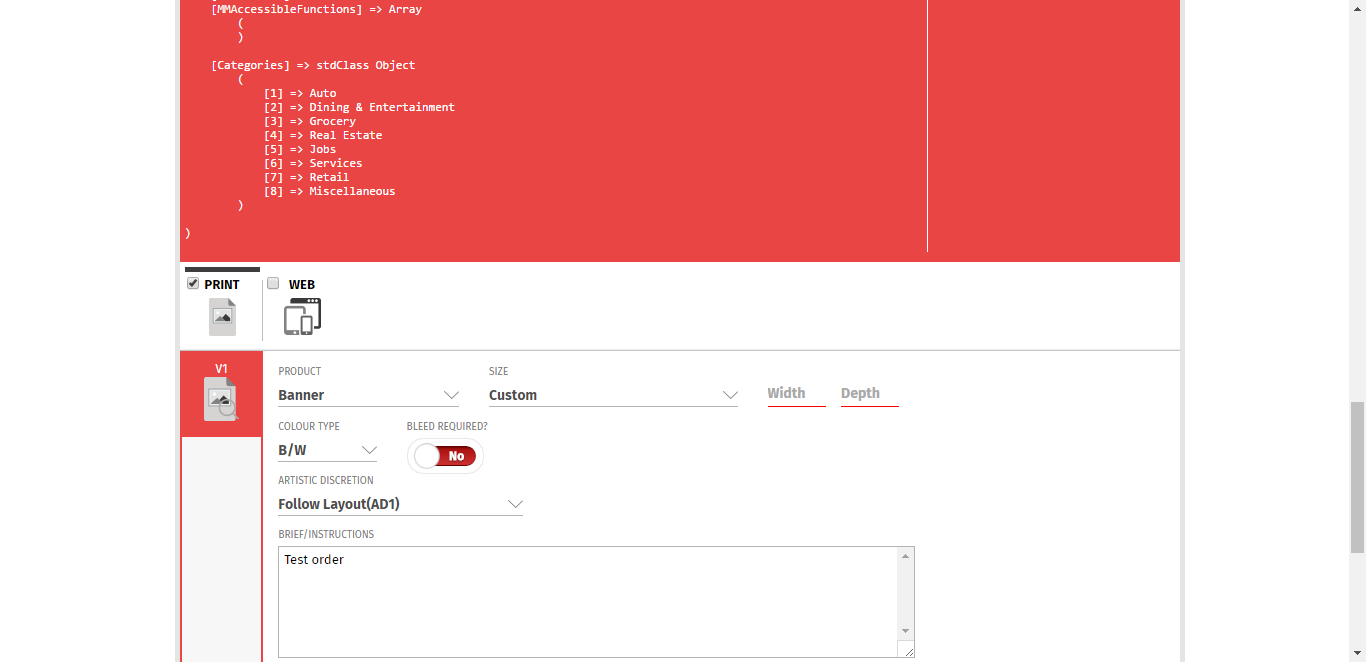 [MMAccessibleFunctions] => Array
(
)
[Categories] => stdClass Object
(
[1] => Auto
[2] => Dining & Entertainment
[3] => Grocery
[4] => Real Estate
[5] => Jobs
[6] => Services
[7] => Retail
[8] => Miscellaneous
)
)
PRINT WEB
V1
PRODUCT SIZE
Banner Custom Width Depth
COLOUR TYPE BLEED REQUIRED?
B/W No
ARTISTIC DISCRETION
Follow Layout(AD1)
BRIEF/INSTRUCTIONS
Test order